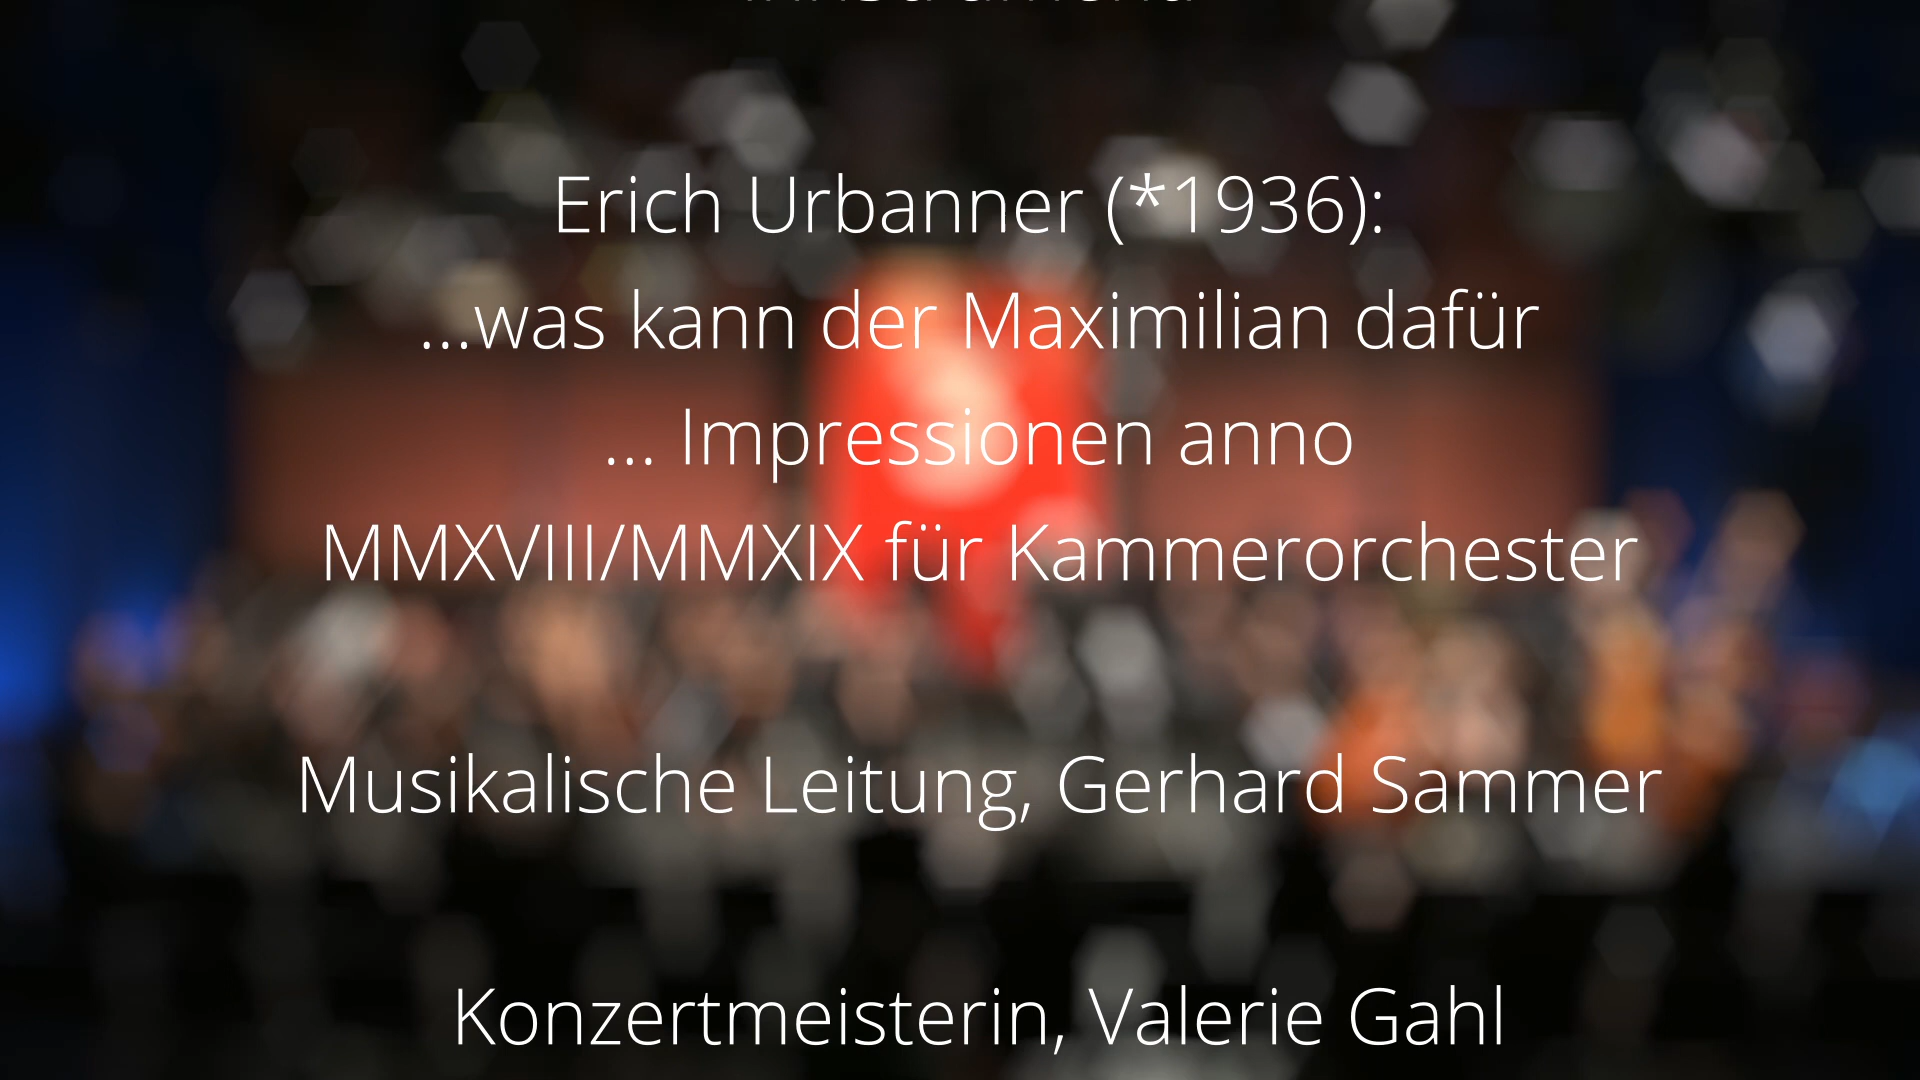 Erich Urbanner (*1936):
...was kann der Maximilian dafür
... Impressionen anno
MMXVIII/MMXIX für Kammerorchester
Musikalische Leitung, Gerhard Sammer
Konzertmeisterin, Valerie Gahl